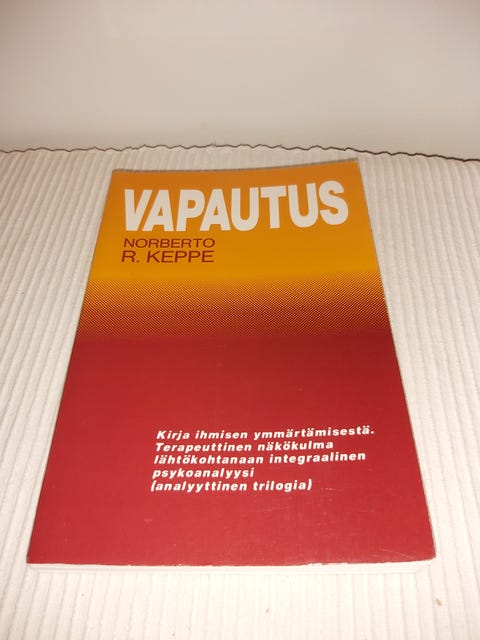 VAPAUTUS
NORBERTO
R. KEPPE
Kirja ihmisen ymmärtämisestä.
Terapeuttinen näkökulma
lähtökohtanaan integraalinen
psykoanalyysi
(analyyttinen trilogia)